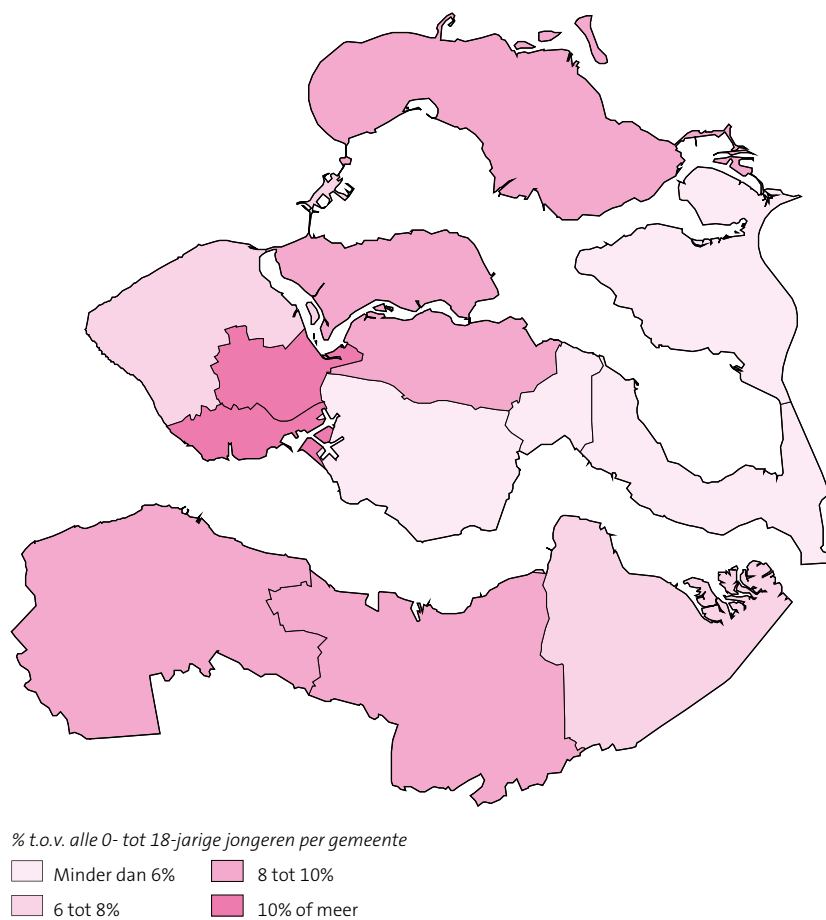 % t.o.v. alle 0- tot 18-jarige jongeren per gemeente
Minder dan 6%
8 tot 10%
6 tot 8%
10% of meer